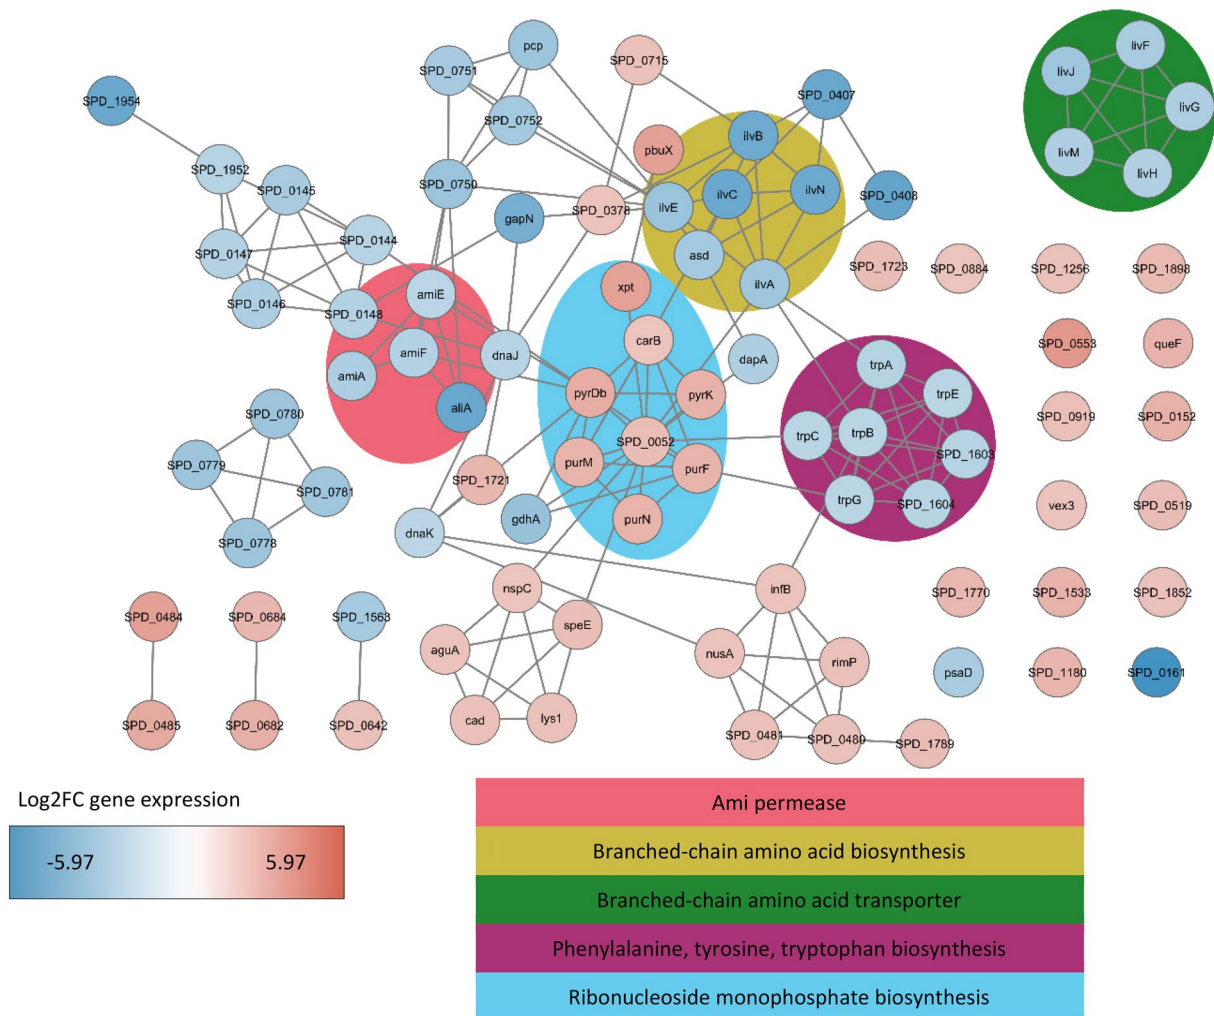 pcp
livF
SPD_0715
SPD_0751
livJ
SPD_1954
SPD_0407
livG
SPD_0752
ilvB
pbuX
livM
SPD_1952
livH
SPD_0145
SPD_0750
ilvN
ilvC
SPD_0408
ilvE
SPD_0378
gapN
SPD_0144
SPD_0147
asd
SPD_1723
SPD_0884
SPD_1256
SPD_1898
ilvA
xpt
amiE
SPD_0146
SPD_0148
carB
SPD_0553
queF
amiF
dnaJ
dapA
trpA
amiA
pyrDb
pyrK
trpE
aliA
SPD_0780
SPD_0919
SPD_0152
trpB
trpC
SPD_0052
SPD_1603
SPD_0779
purM
purF
SPD_1721
SPD_0781
trpG
SPD_1604
vex3
SPD_0519
gdhA
purN
dnaK
SPD_0778
nspC
infB
SPD_1770
SPD_1533
SPD_1852
SPD_0484
SPD_0684
SPD_1563
speE
aguA
nusA
rimP
psaD
SPD_1180
SPD_0161
cad
lys1
SPD_0485
SPD_0682
SPD_0642
SPD_0481
SPD_0480
SPD_1789
Log2FC gene expression
-5.97 5.97
Ami permease
Branched-chain amino acid biosynthesis
Branched-chain amino acid transporter
Phenylalanine, tyrosine, tryptophan biosynthesis
Ribonucleoside monophosphate biosynthesis